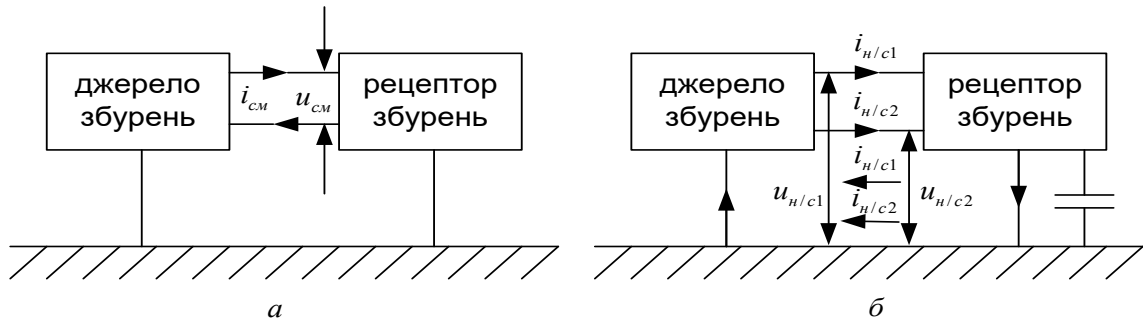 джерело
збурень
i_см
u_см
рецептор
збурень
а
джерело
збурень
i_н/с1
i_н/с2
i_н/с1
i_н/с2
u_н/с1
u_н/с2
рецептор
збурень
б